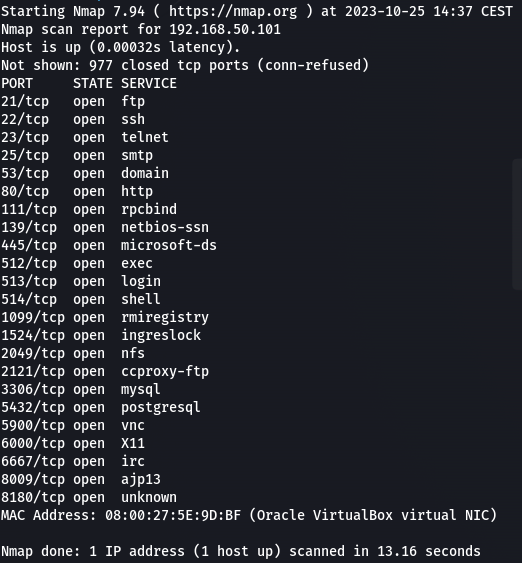 Starting Nmap 7.94 ( https://nmap.org ) at 2023-10-25 14:37 CEST
Nmap scan report for 192.168.50.101
Host is up (0.00032s latency).
Not shown: 977 closed tcp ports (conn-refused)
PORT     STATE SERVICE
21/tcp   open  ftp
22/tcp   open  ssh
23/tcp   open  telnet
25/tcp   open  smtp
53/tcp   open  domain
80/tcp   open  http
111/tcp  open  rpcbind
139/tcp  open  netbios-ssn
445/tcp  open  microsoft-ds
512/tcp  open  exec
513/tcp  open  login
514/tcp  open  shell
1099/tcp open  rmiregistry
1524/tcp open  ingreslock
2049/tcp open  nfs
2121/tcp open  ccproxy-ftp
3306/tcp open  mysql
5432/tcp open  postgresql
5900/tcp open  vnc
6000/tcp open  X11
6667/tcp open  irc
8009/tcp open  ajp13
8180/tcp open  unknown
MAC Address: 08:00:27:5E:9D:BF (Oracle VirtualBox virtual NIC)
Nmap done: 1 IP address (1 host up) scanned in 13.16 seconds